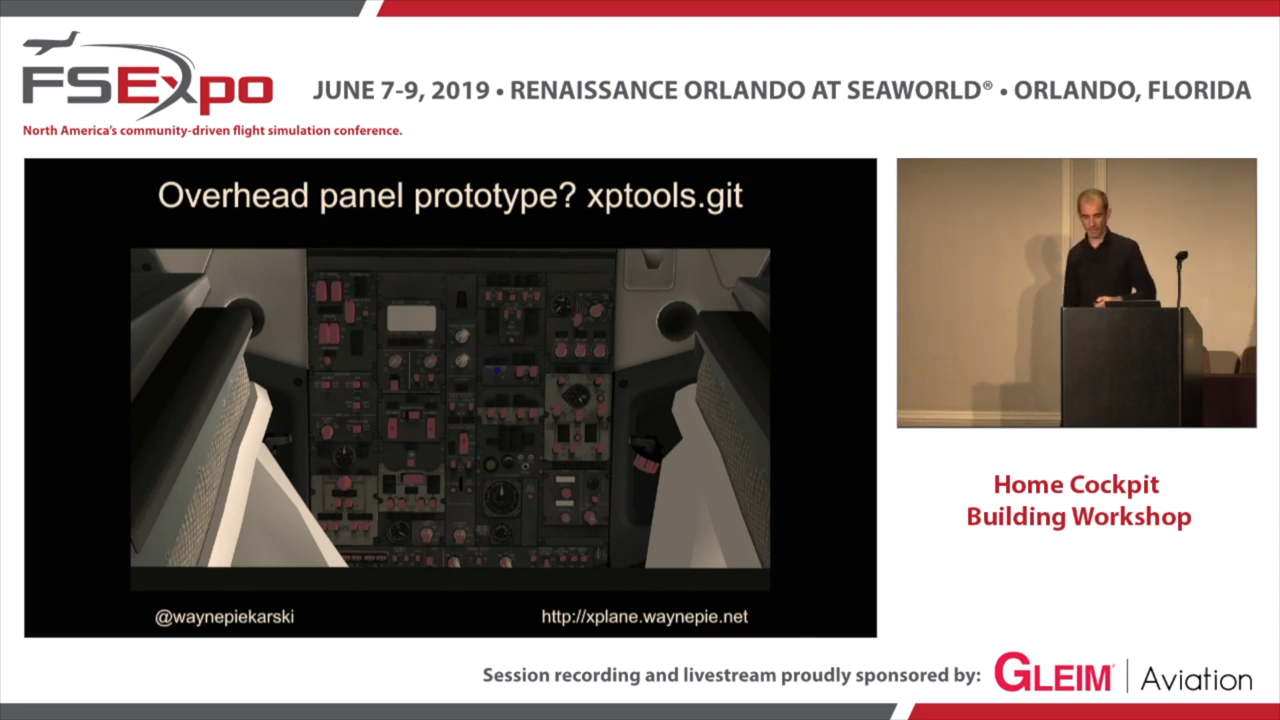 FSExpo
JUNE 7-9, 2019 • RENAISSANCE ORLANDO AT SEAWORLD® • ORLANDO, FLORIDA
North America's community-driven flight simulation conference.
Overhead panel prototype? xptools.git
@waynepiekarski
http://xplane.waynepie.net
Home Cockpit
Building Workshop
Session recording and livestream proudly sponsored by:
GLEIM | Aviation